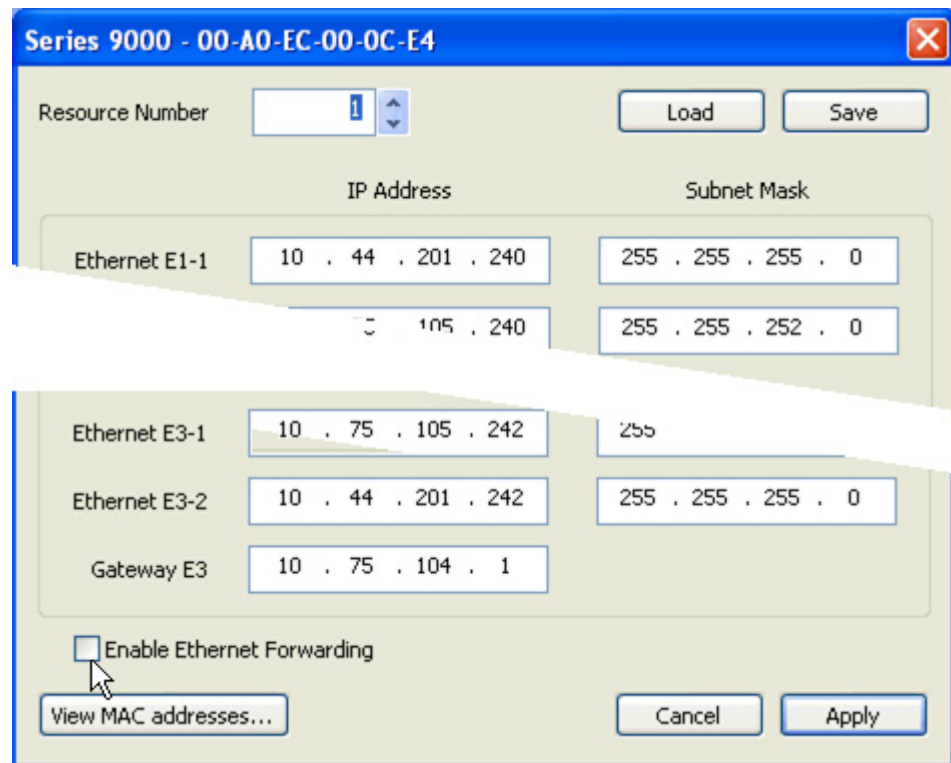 Series 9000 - 00-A0-EC-00-0C-E4
Resource Number 1 Load Save
IP Address Subnet Mask
Ethernet E1-1 10 . 44 . 201 . 240 255 . 255 . 255 . 0
. 105 . 240 255 . 255 . 252 . 0
Ethernet E3-1 10 . 75 . 105 . 242 255
Ethernet E3-2 10 . 44 . 201 . 242 255 . 255 . 255 . 0
Gateway E3 10 . 75 . 104 . 1
Enable Ethernet Forwarding
View MAC addresses... Cancel Apply